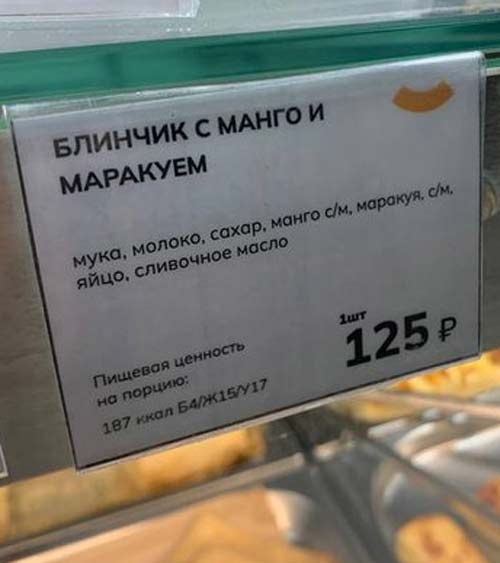 БЛИНЧИК С МАНГО И
МАРАКУЕМ
мука, молоко, сахар, манго с/м, маракуя, с/м,
яйцо, сливочное масло
Пищевая ценность
на порцию:
187 ккал Б4/Ж15/У17
1шт
125 ₽